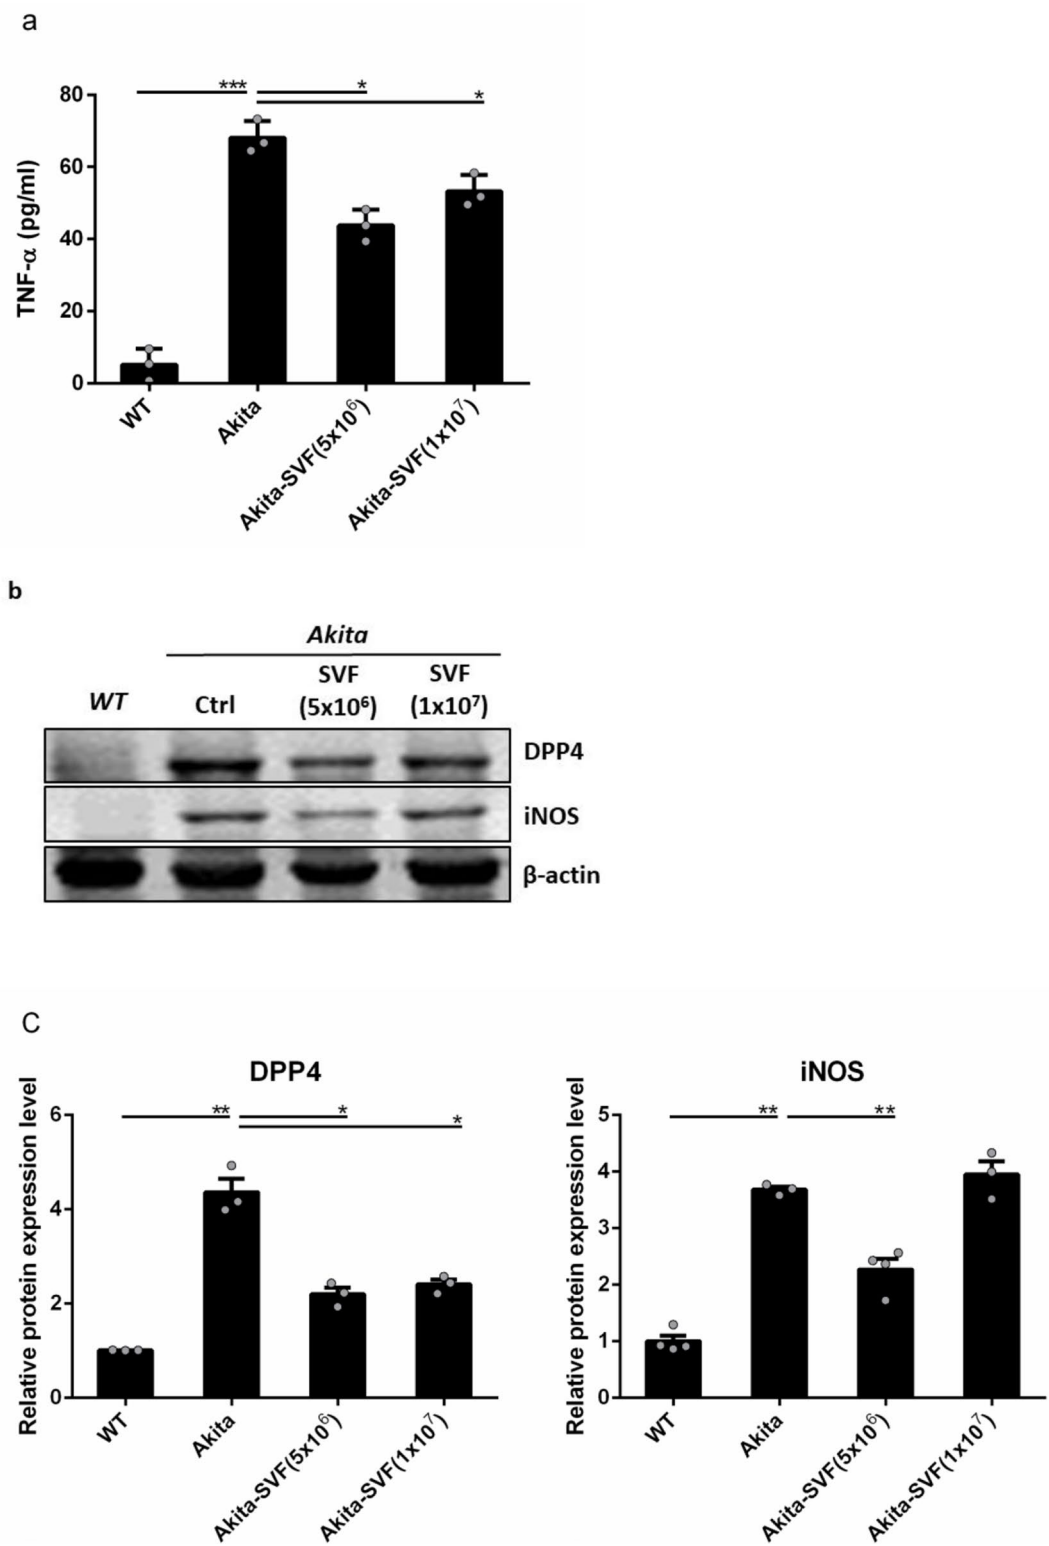 a
*** * *
80
60
40
20
0
TNF-α (pg/ml)
WT
Akita
Akita-SVF(5x10⁶)
Akita-SVF(1x10⁷)
b
Akita
WT
Ctrl
SVF
(5x10⁶)
SVF
(1x10⁷)
DPP4
iNOS
β-actin
C
DPP4
** * *
6
4
2
0
Relative protein expression level
WT
Akita
Akita-SVF(5x10⁶)
Akita-SVF(1x10⁷)
iNOS
** **
5
4
3
2
1
0
Relative protein expression level
WT
Akita
Akita-SVF(5x10⁶)
Akita-SVF(1x10⁷)